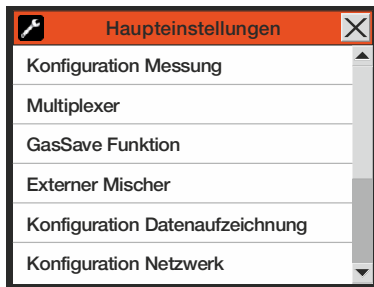 Haupteinstellungen
Konfiguration Messung
Multiplexer
GasSave Funktion
Externer Mischer
Konfiguration Datenaufzeichnung
Konfiguration Netzwerk